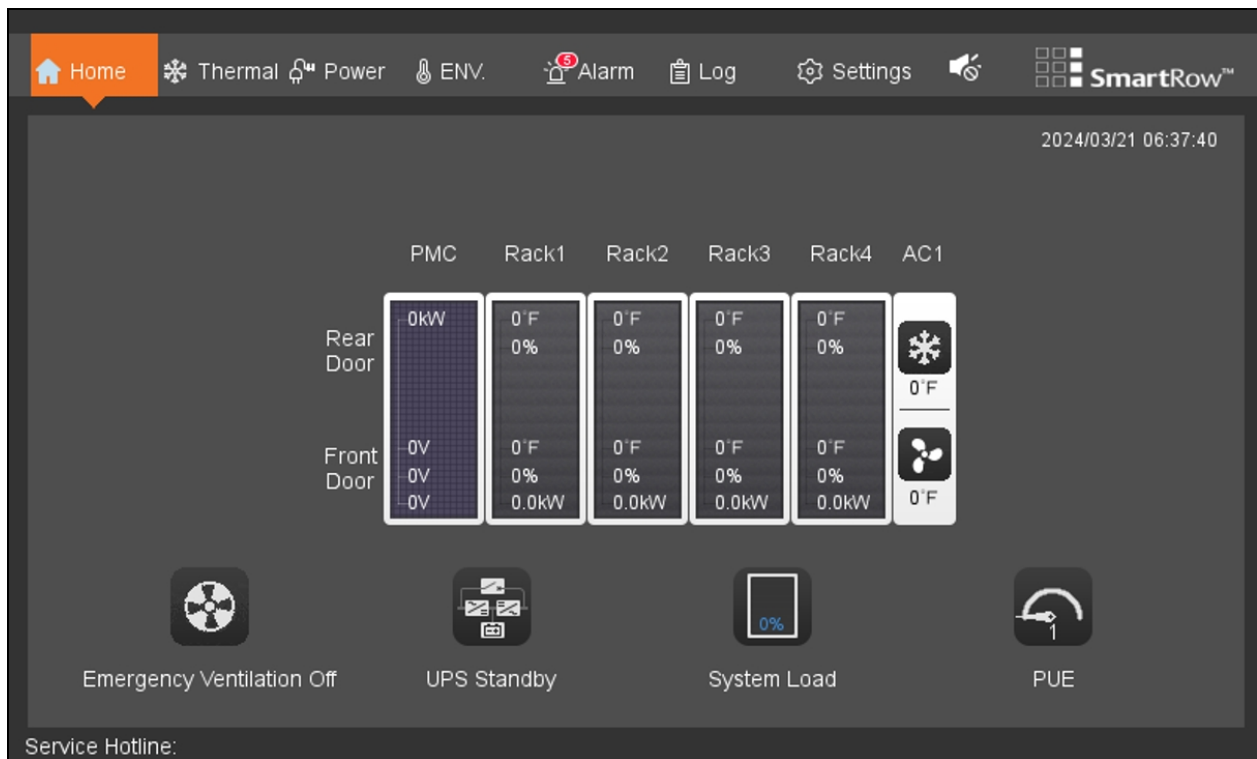 Home Thermal Power ENV. 5 Alarm Log Settings SmartRow™
2024/03/21 06:37:40
PMC Rack1 Rack2 Rack3 Rack4 AC1
Rear
Door
0kW 0°F 0°F 0°F 0°F
0% 0% 0% 0%
0°F
Front
Door
0V 0°F 0°F 0°F 0°F
0V 0% 0% 0% 0%
0V 0.0kW 0.0kW 0.0kW 0.0kW 0°F
0%
1
Emergency Ventilation Off UPS Standby System Load PUE
Service Hotline: